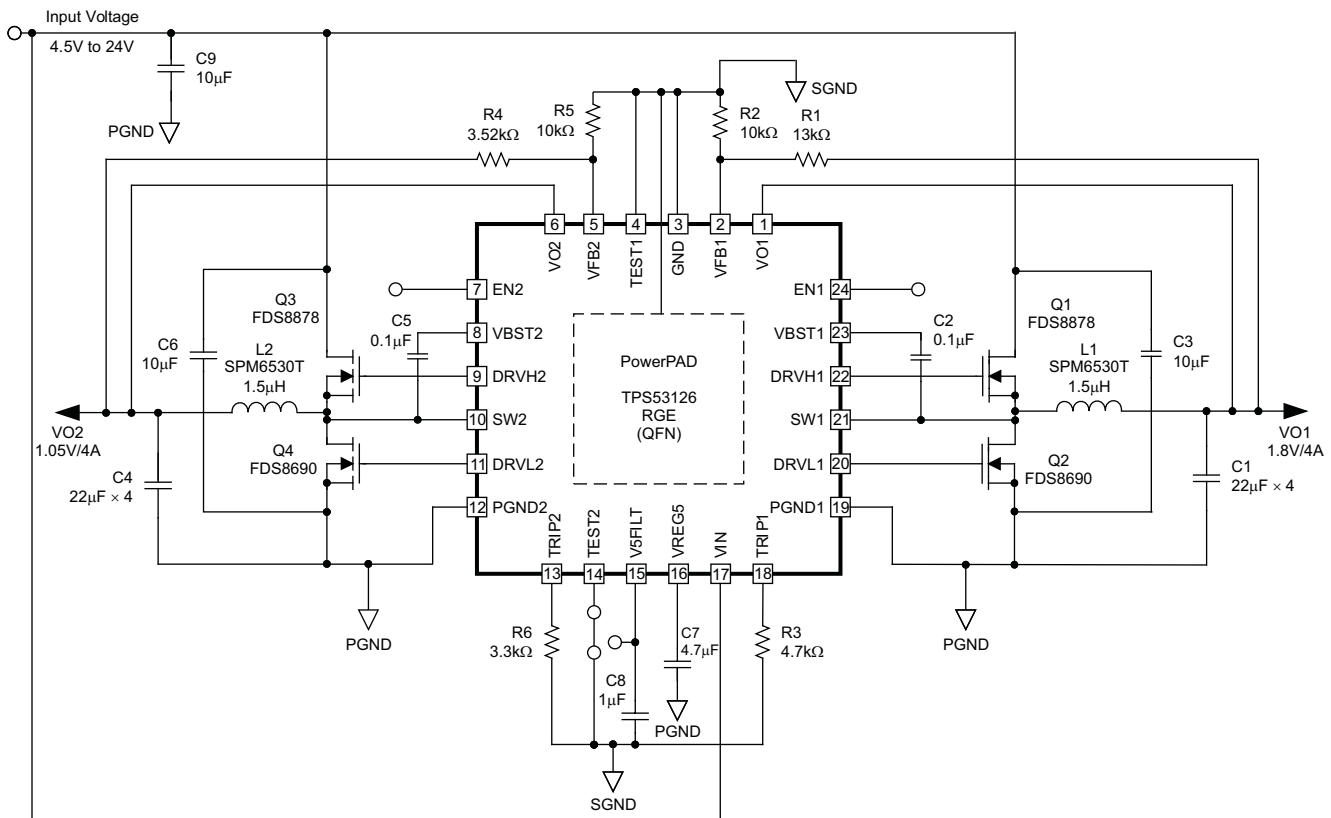 Input Voltage
4.5V to 24V
C9
10μF
PGND
SGND
R4
3.52kΩ
R5
10kΩ
R2
10kΩ
R1
13kΩ
6
5
4
3
2
1
VO2
VFB2
TEST1
GND
VFB1
VO1
7
EN2
EN1
24
8
VBST2
VBST1
23
9
DRVH2
DRVH1
22
10
SW2
SW1
21
11
DRVL2
DRVL1
20
12
PGND2
PGND1
19
PowerPAD
TPS53126
RGE
(QFN)
Q3
FDS8878
C5
0.1μF
C6
10μF
L2
SPM6530T
1.5μH
VO2
1.05V/4A
Q4
FDS8690
C4
22μF × 4
PGND
C2
0.1μF
Q1
FDS8878
C3
10μF
L1
SPM6530T
1.5μH
VO1
1.8V/4A
Q2
FDS8690
C1
22μF × 4
PGND
TRIP2
TEST2
V5FILT
VREG5
VIN
TRIP1
13
14
15
16
17
18
R6
3.3kΩ
C7
4.7μF
R3
4.7kΩ
C8
1μF
PGND
SGND